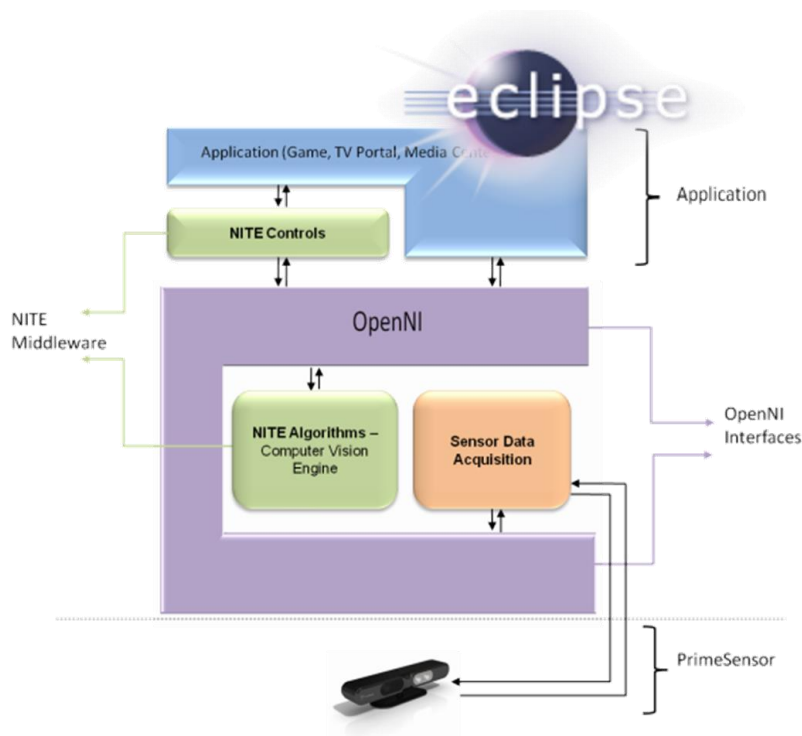 eclipse
Application (Game, TV Portal, Media
Application
NITE Controls
NITE
Middleware
OpenNI
OpenNI
Interfaces
NITE Algorithms –
Computer Vision
Engine
Sensor Data
Acquisition
PrimeSensor